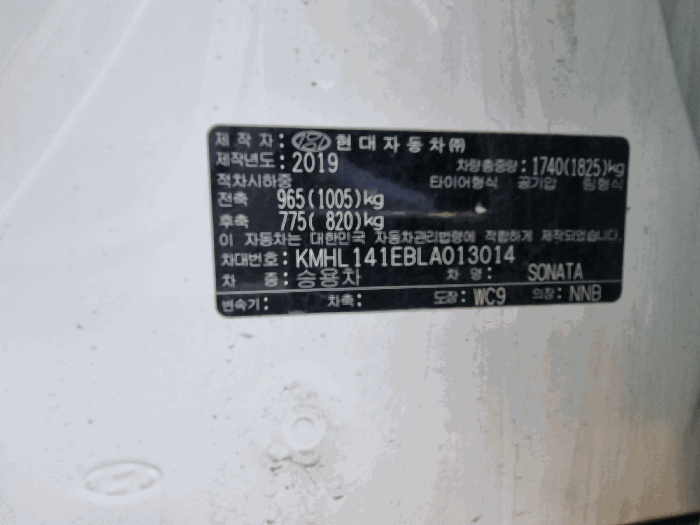 제 작 자 : 현대자동차㈜
제작년도 : 2019 차량총중량 : 1740(1825)kg
적차시하중 타이어형식 공기압 림형식
전축 965(1005)kg
후축 775( 820)kg
이 자동차는 대한민국 자동차관리법령에 적합하게 제작되었습니다.
차대번호 : KMHL141EBLA013014
차 종 : 승용차 차 명 : SONATA
변속기 : 차축 : 도장 : WC9 의장 : NNB